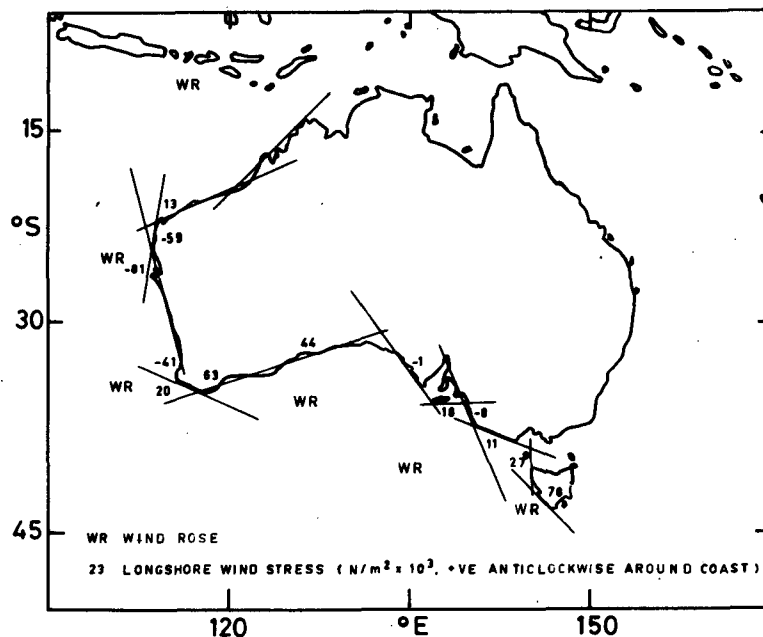 WR
15
13
°S
-59
WR
-81
30
44
-1
-41
63
WR
20
WR
18
-8
11
WR
27
WR
76
45
WR WIND ROSE
23 LONGSHORE WIND STRESS (N/m² x 10³, +VE ANTICLOCKWISE AROUND COAST)
120
°E
150